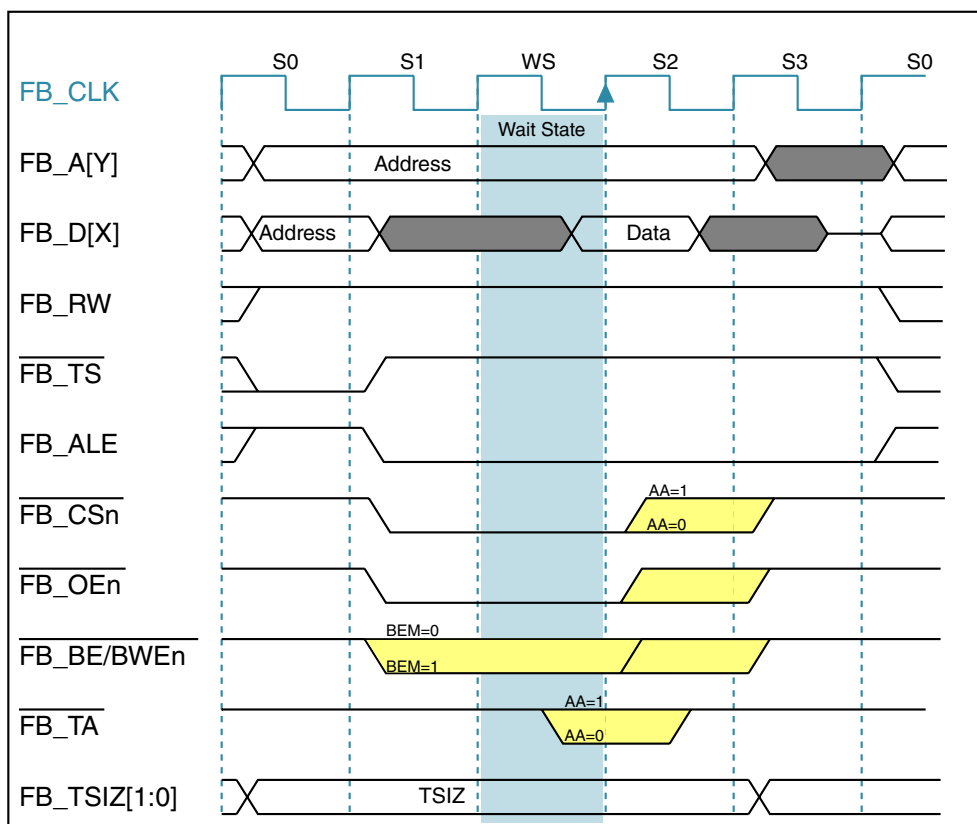 S0 S1 WS S2 S3 S0
FB_CLK
Wait State
FB_A[Y] Address
FB_D[X] Address Data
FB_RW
FB_TS
FB_ALE
AA=1
FB_CSn AA=0
FB_OEn
BEM=0
FB_BE/BWEn BEM=1
AA=1
FB_TA AA=0
FB_TSIZ[1:0] TSIZ